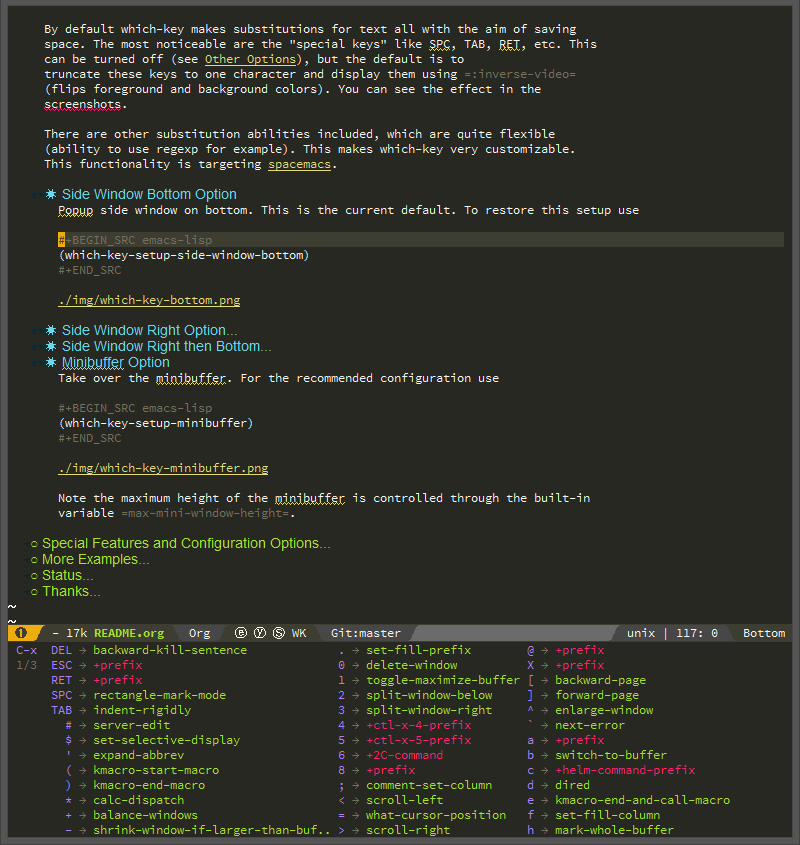 By default which-key makes substitutions for text all with the aim of saving
space. The most noticeable are the "special keys" like SPC, TAB, RET, etc. This
can be turned off (see Other Options), but the default is to
truncate these keys to one character and display them using =:inverse-video=
(flips foreground and background colors). You can see the effect in the
screenshots.
There are other substitution abilities included, which are quite flexible
(ability to use regexp for example). This makes which-key very customizable.
This functionality is targeting spacemacs.
✷ Side Window Bottom Option
Popup side window on bottom. This is the current default. To restore this setup use
#+BEGIN_SRC emacs-lisp
(which-key-setup-side-window-bottom)
#+END_SRC
./img/which-key-bottom.png
✷ Side Window Right Option...
✷ Side Window Right then Bottom...
✷ Minibuffer Option
Take over the minibuffer. For the recommended configuration use
#+BEGIN_SRC emacs-lisp
(which-key-setup-minibuffer)
#+END_SRC
./img/which-key-minibuffer.png
Note the maximum height of the minibuffer is controlled through the built-in
variable =max-mini-window-height=.
○ Special Features and Configuration Options...
○ More Examples...
○ Status...
○ Thanks...
~
~
❶ - 17k README.org Org Ⓑ Ⓨ Ⓢ WK Git:master unix | 117: 0 Bottom
C-x DEL → backward-kill-sentence . → set-fill-prefix @ → +prefix
1/3 ESC → +prefix 0 → delete-window X → +prefix
RET → +prefix 1 → toggle-maximize-buffer [ → backward-page
SPC → rectangle-mark-mode 2 → split-window-below ] → forward-page
TAB → indent-rigidly 3 → split-window-right ^ → enlarge-window
# → server-edit 4 → +ctl-x-4-prefix ` → next-error
$ → set-selective-display 5 → +ctl-x-5-prefix a → +prefix
' → expand-abbrev 6 → +2C-command b → switch-to-buffer
( → kmacro-start-macro 8 → +prefix c → +helm-command-prefix
) → kmacro-end-macro ; → comment-set-column d → dired
* → calc-dispatch < → scroll-left e → kmacro-end-and-call-macro
+ → balance-windows = → what-cursor-position f → set-fill-column
- → shrink-window-if-larger-than-buf.. > → scroll-right h → mark-whole-buffer